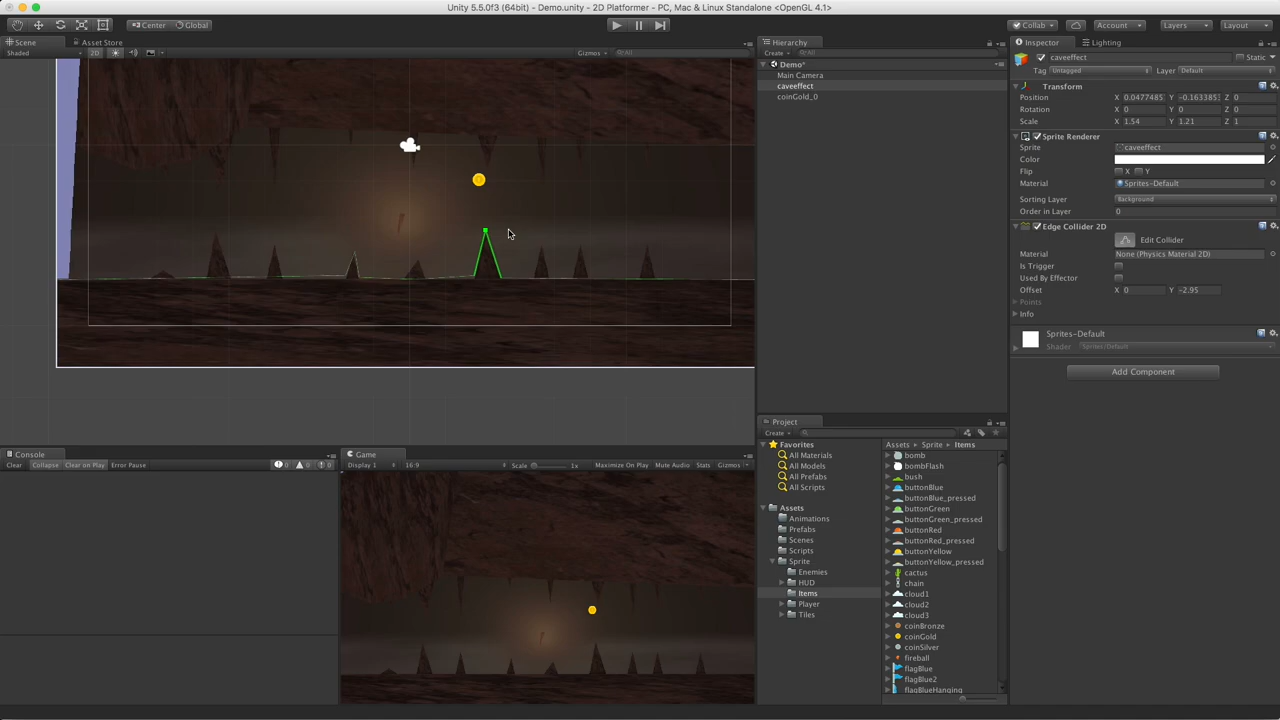 Unity 5.5.0f3 (64bit) - Demo.unity - 2D Platformer - PC, Mac & Linux Standalone <OpenGL 4.1>
Center Global Collab Account Layers Layout
Scene Asset Store
Shaded 2D Gizmos All
Hierarchy
Create All
Demo*
Main Camera
caveeffect
coinGold_0
Inspector Lighting
caveeffect Static
Tag Untagged Layer Default
Transform
Position X 0.0477485 Y -0.163385 Z 0
Rotation X 0 Y 0 Z 0
Scale X 1.54 Y 1.21 Z 1
Sprite Renderer
Sprite caveeffect
Color
Flip X Y
Material Sprites-Default
Sorting Layer Background
Order in Layer 0
Edge Collider 2D
Edit Collider
Material None (Physics Material 2D)
Is Trigger
Used By Effector
Offset X 0 Y -2.95
Points
Info
Sprites-Default
Shader Sprites/Default
Add Component
Console
Clear Collapse Clear on Play Error Pause 0 0 0
Game
Display 1 16:9 Scale 1x Maximize On Play Mute Audio Stats Gizmos
Project
Create
Favorites
All Materials
All Models
All Prefabs
All Scripts
Assets
Animations
Prefabs
Scenes
Scripts
Sprite
Enemies
HUD
Items
Player
Tiles
Assets Sprite Items
bomb
bombFlash
bush
buttonBlue
buttonBlue_pressed
buttonGreen
buttonGreen_pressed
buttonRed
buttonRed_pressed
buttonYellow
buttonYellow_pressed
cactus
chain
cloud1
cloud2
cloud3
coinBronze
coinGold
coinSilver
fireball
flagBlue
flagBlue2
flagBlueHanging